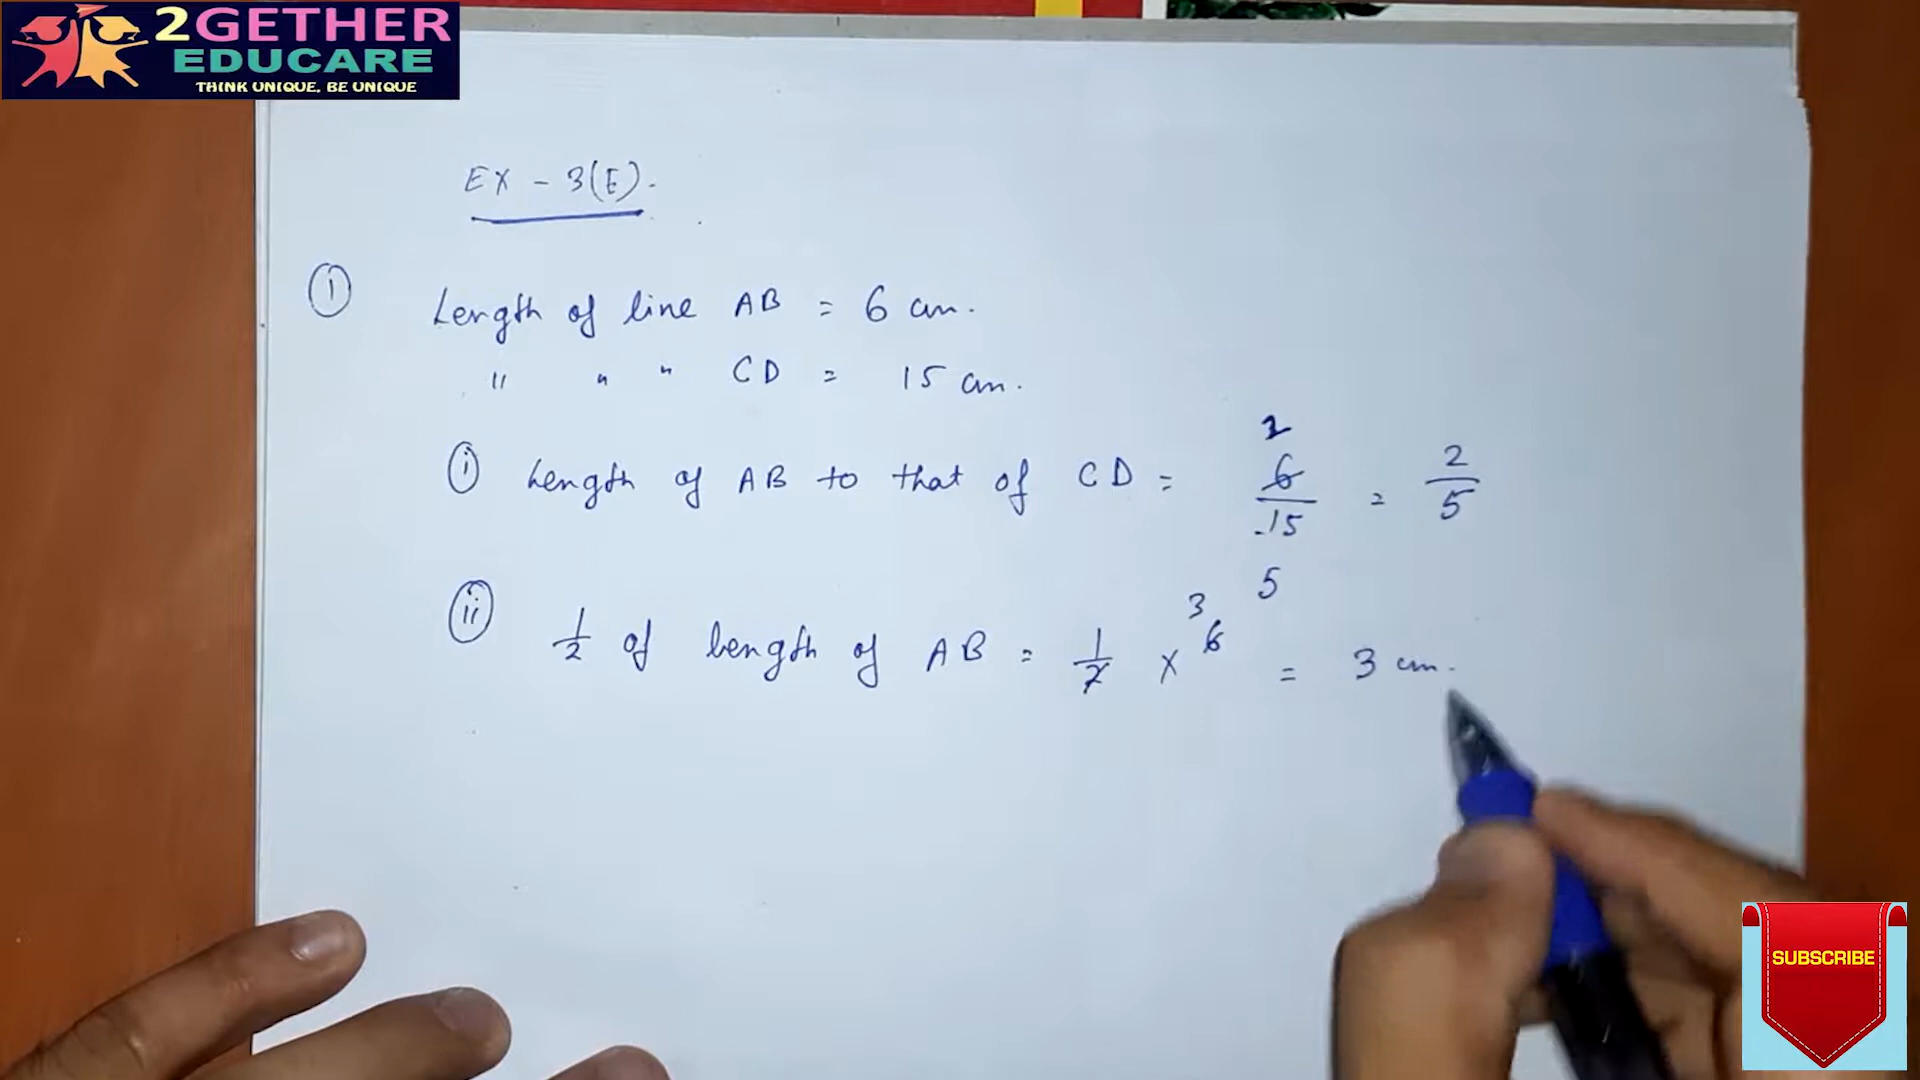 2GETHER
EDUCARE
THINK UNIQUE, BE UNIQUE
EX - 3(E).
① Length of line AB = 6 cm.
" " " CD = 15 cm.
2
ⓘ Length of AB to that of CD = 6/15 = 2/5
5
3
ⓘⓘ 1/2 of length of AB = 1/2 × 6 = 3 cm.
SUBSCRIBE